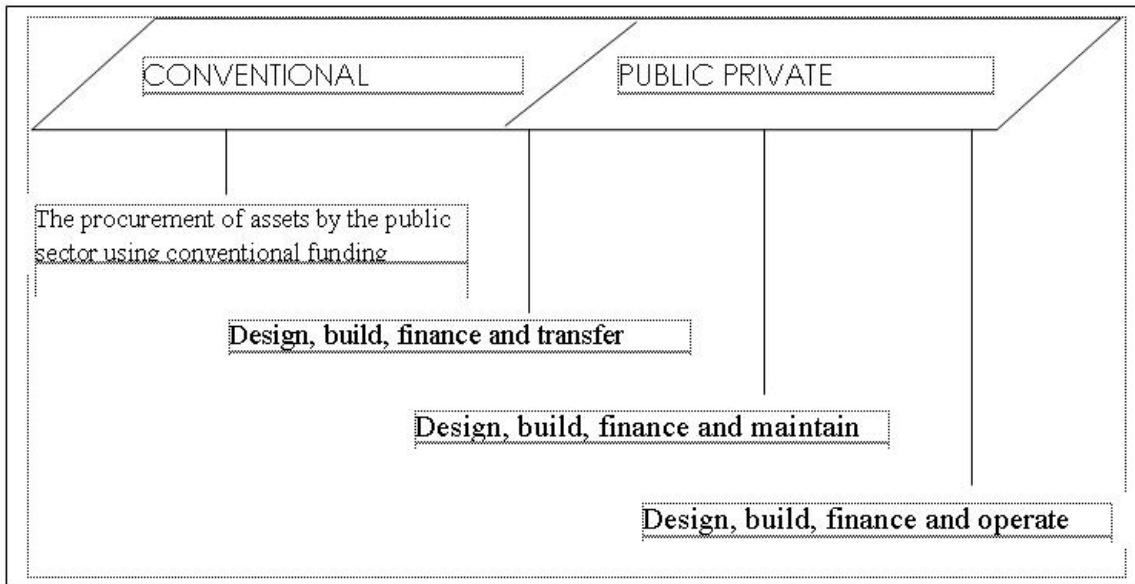 CONVENTIONAL
PUBLIC PRIVATE
The procurement of assets by the public
sector using conventional funding
Design, build, finance and transfer
Design, build, finance and maintain
Design, build, finance and operate